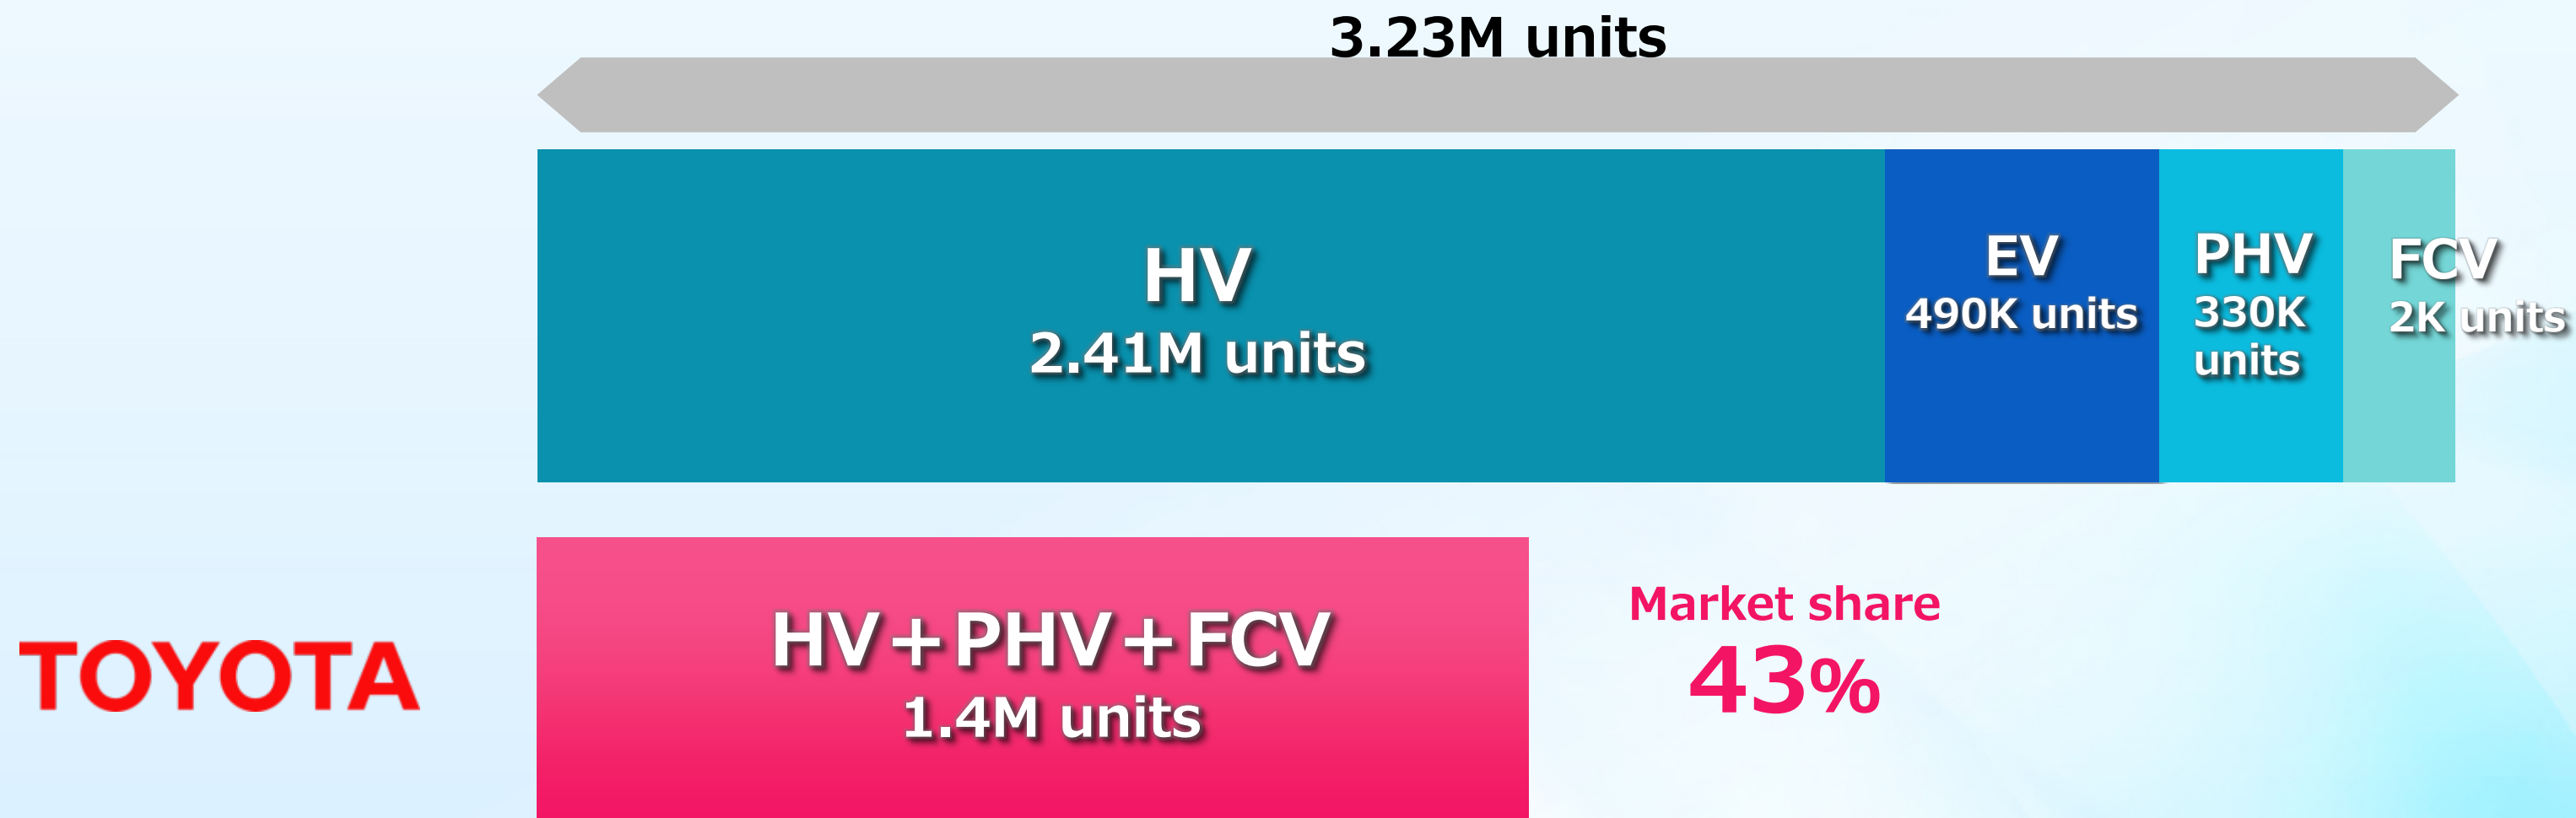 3.23M units
HV
2.41M units
EV
490K units
PHV
330K
units
FCV
2K units
TOYOTA
HV+PHV+FCV
1.4M units
Market share
43%